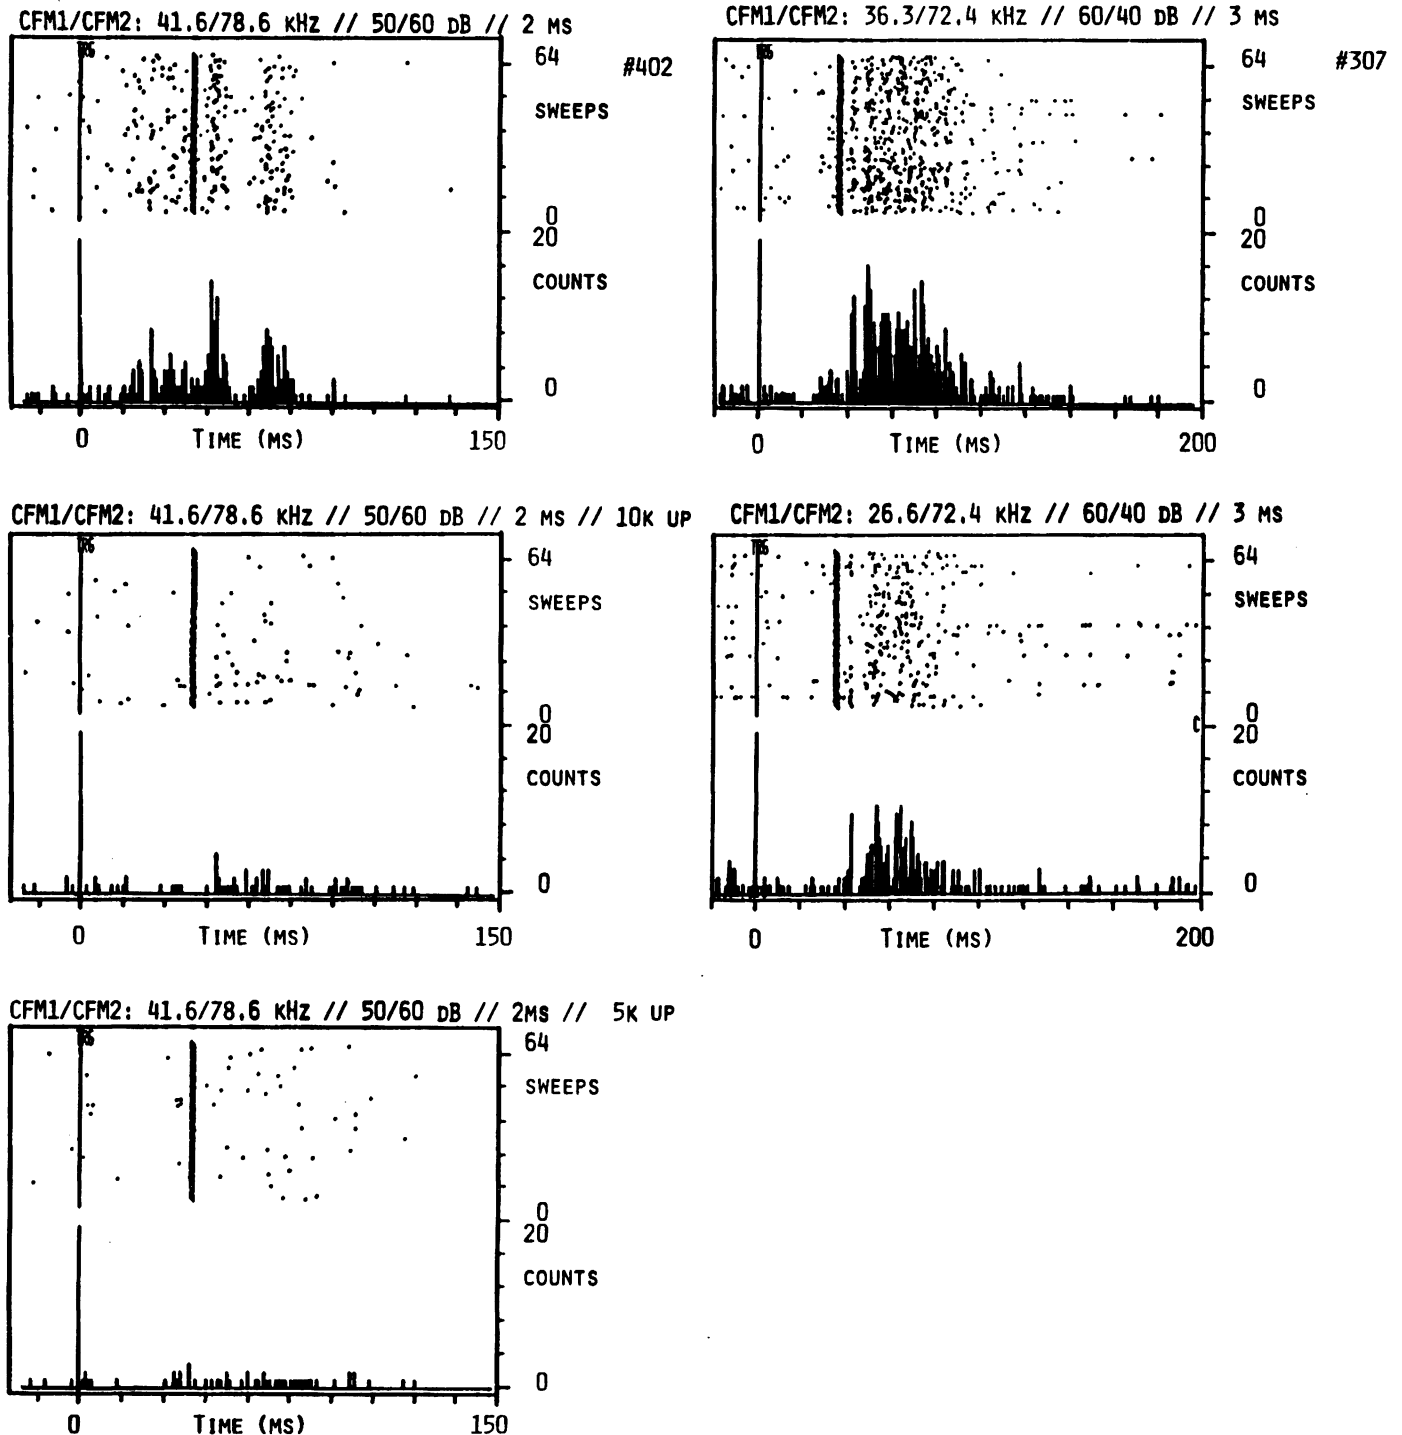 CFM1/CFM2: 41.6/78.6 KHZ // 50/60 DB // 2 MS
64
#402
SWEEPS
0
20
COUNTS
0
0 TIME (MS) 150
CFM1/CFM2: 36.3/72.4 KHZ // 60/40 DB // 3 MS
64
#307
SWEEPS
0
20
COUNTS
0
0 TIME (MS) 200
CFM1/CFM2: 41.6/78.6 KHZ // 50/60 DB // 2 MS // 10K UP
64
SWEEPS
0
20
COUNTS
0
0 TIME (MS) 150
CFM1/CFM2: 26.6/72.4 KHZ // 60/40 DB // 3 MS
64
SWEEPS
0
20
COUNTS
0
0 TIME (MS) 200
CFM1/CFM2: 41.6/78.6 KHZ // 50/60 DB // 2MS // 5K UP
64
SWEEPS
0
20
COUNTS
0
0 TIME (MS) 150